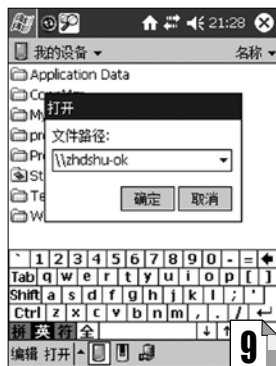 21:28
我的设备 名称
Application Data
打开
文件路径:
\\zhdshu-ok
确定 取消
St
Te
W
` 1 2 3 4 5 6 7 8 9 0 - =
Tab q w e r t y u i o p [ ]
Shift a s d f g h j k l ; '
Ctrl z x c v b n m , . /
拼 英 符 全
编辑 打开
9